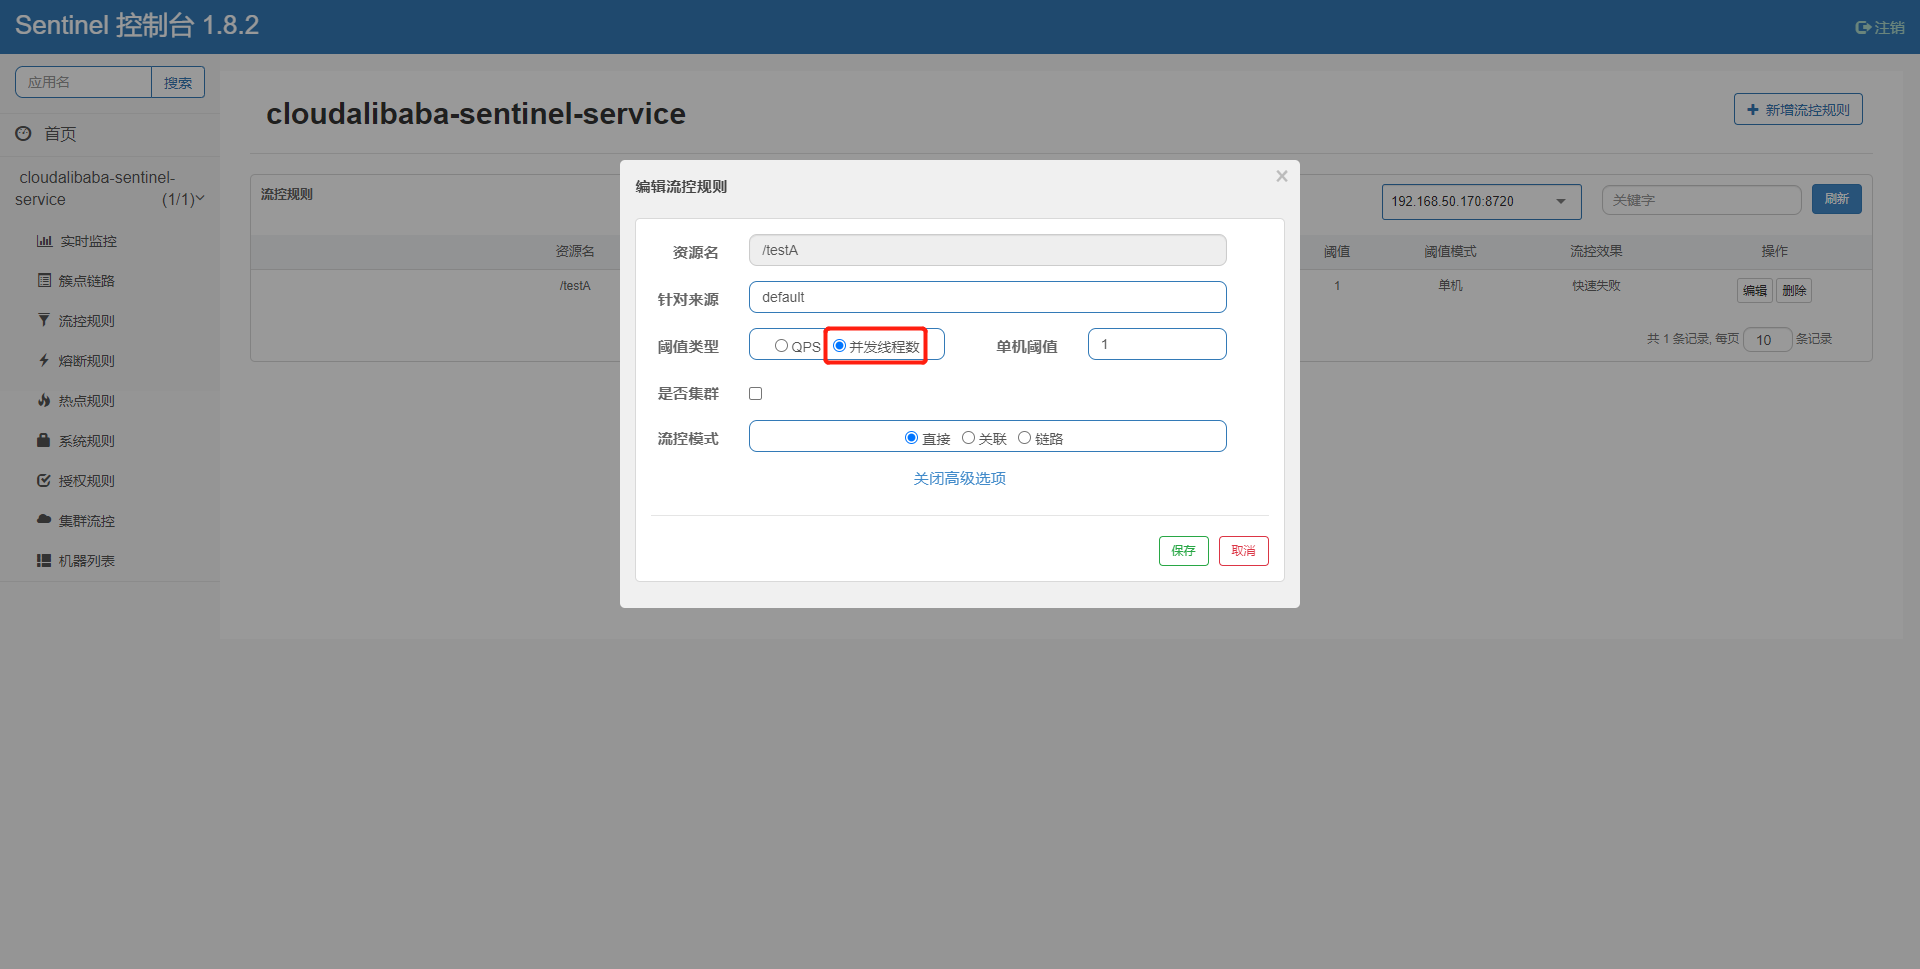 Sentinel 控制台 1.8.2
注销
应用名 搜索
首页
cloudalibaba-sentinel-
service (1/1)
实时监控
簇点链路
流控规则
熔断规则
热点规则
系统规则
授权规则
集群流控
机器列表
cloudalibaba-sentinel-service
新增流控规则
流控规则
192.168.50.170:8720 关键字 刷新
资源名 阈值 阈值模式 流控效果 操作
/testA 1 单机 快速失败 编辑 删除
共 1 条记录, 每页 10 条记录
编辑流控规则
×
资源名 /testA
针对来源 default
阈值类型 QPS 并发线程数 单机阈值 1
是否集群
流控模式 直接 关联 链路
关闭高级选项
保存 取消